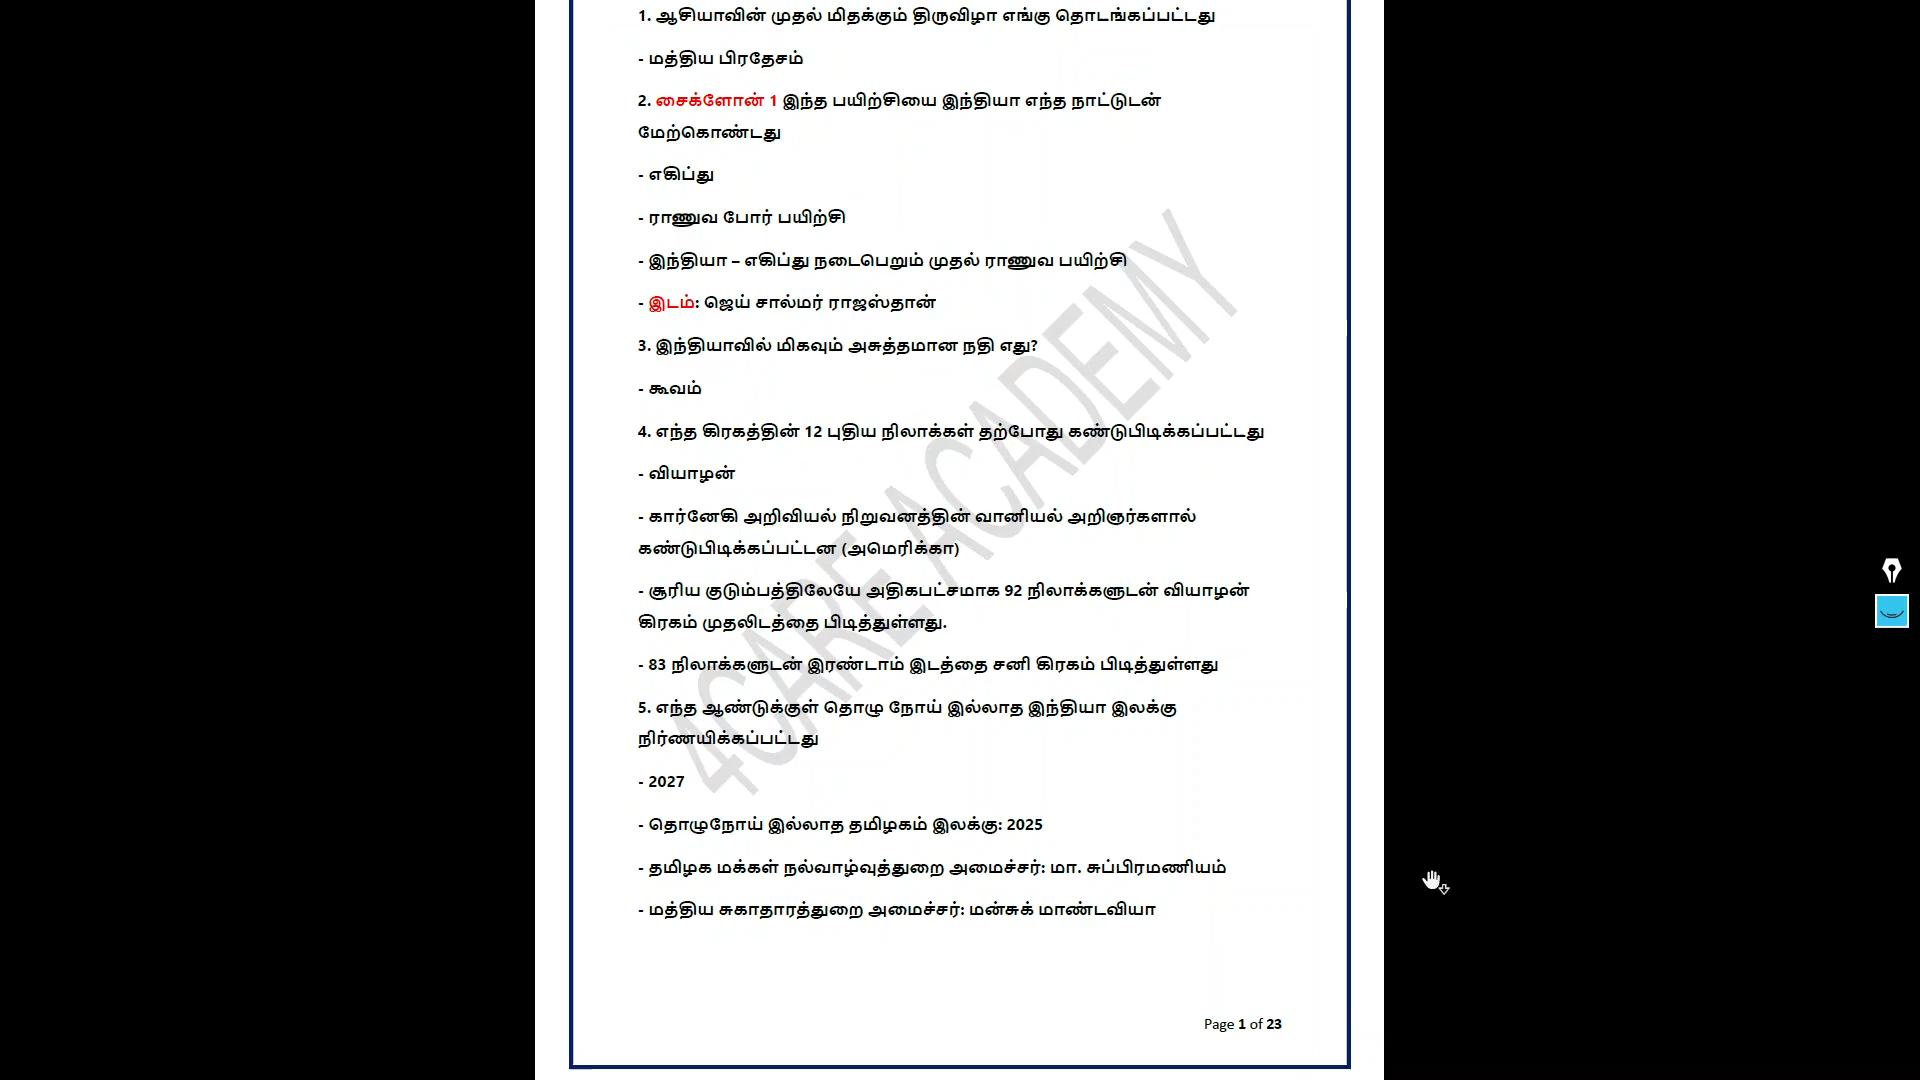 1. ஆசியாவின் முதல் மிதக்கும் திருவிழா எங்கு தொடங்கப்பட்டது
- மத்திய பிரதேசம்
2. சைக்ளோன் 1 இந்த பயிற்சியை இந்தியா எந்த நாட்டுடன்
மேற்கொண்டது
- எகிப்து
- ராணுவ போர் பயிற்சி
- இந்தியா – எகிப்து நடைபெறும் முதல் ராணுவ பயிற்சி
- இடம்: ஜெய் சால்மர் ராஜஸ்தான்
3. இந்தியாவில் மிகவும் அசுத்தமான நதி எது?
- கூவம்
4. எந்த கிரகத்தின் 12 புதிய நிலாக்கள் தற்போது கண்டுபிடிக்கப்பட்டது
- வியாழன்
- கார்னேகி அறிவியல் நிறுவனத்தின் வானியல் அறிஞர்களால்
கண்டுபிடிக்கப்பட்டன (அமெரிக்கா)
- சூரிய குடும்பத்திலேயே அதிகபட்சமாக 92 நிலாக்களுடன் வியாழன்
கிரகம் முதலிடத்தை பிடித்துள்ளது.
- 83 நிலாக்களுடன் இரண்டாம் இடத்தை சனி கிரகம் பிடித்துள்ளது
5. எந்த ஆண்டுக்குள் தொழு நோய் இல்லாத இந்தியா இலக்கு
நிர்ணயிக்கப்பட்டது
- 2027
- தொழுநோய் இல்லாத தமிழகம் இலக்கு: 2025
- தமிழக மக்கள் நல்வாழ்வுத்துறை அமைச்சர்: மா. சுப்பிரமணியம்
- மத்திய சுகாதாரத்துறை அமைச்சர்: மன்சுக் மாண்டவியா
4CARE ACADEMY
Page 1 of 23